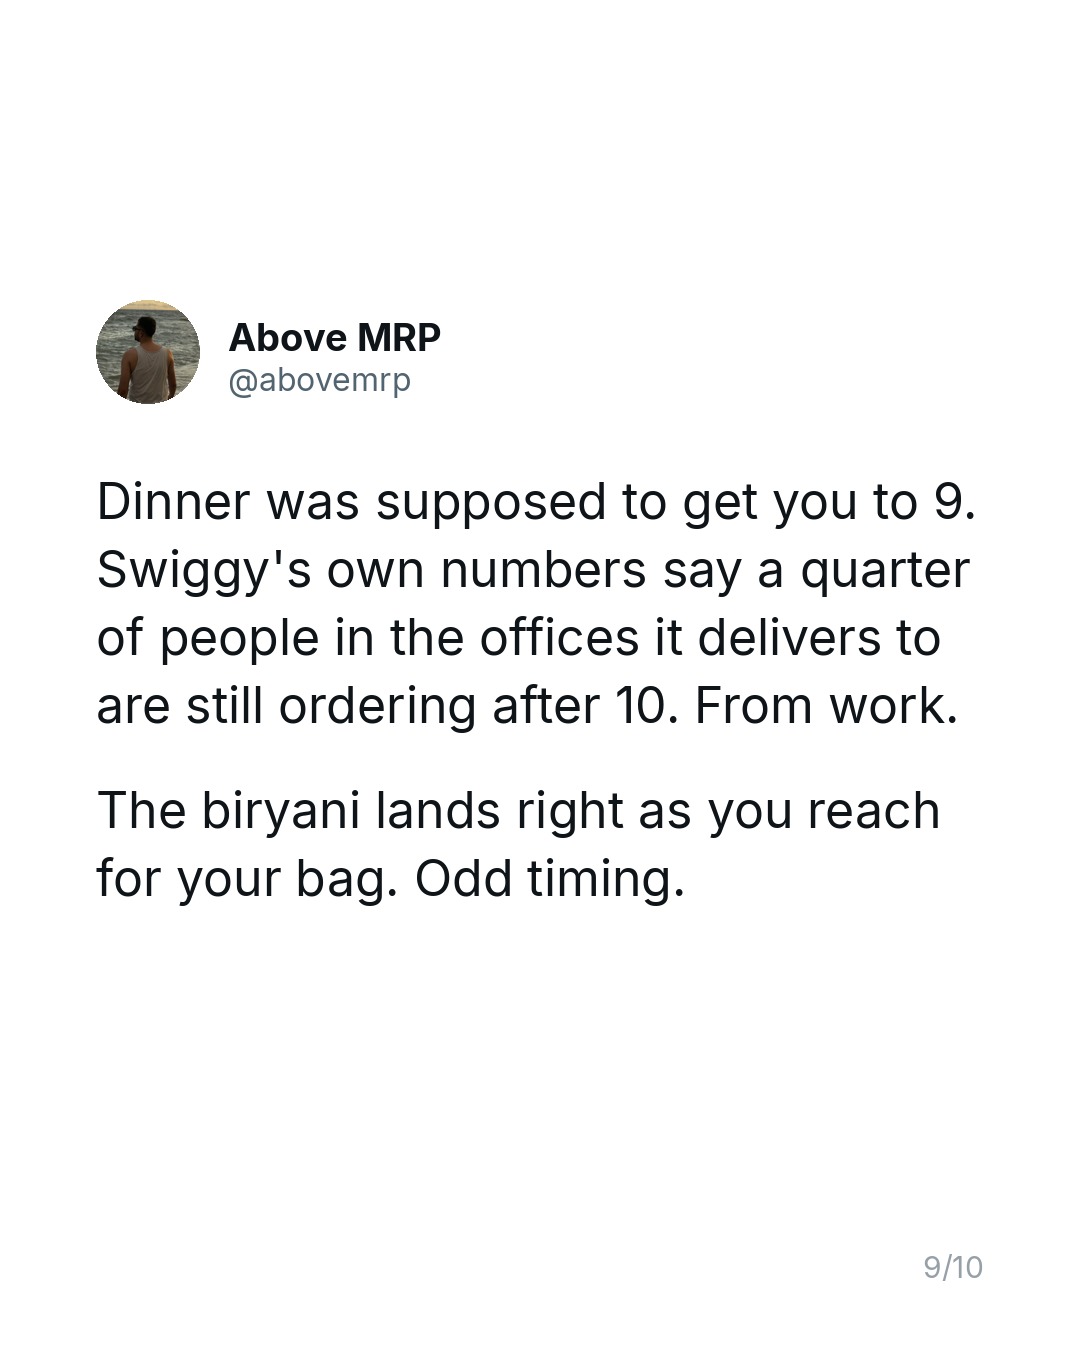 Above MRP
@abovemrp
Dinner was supposed to get you to 9.
Swiggy's own numbers say a quarter
of people in the offices it delivers to
are still ordering after 10. From work.
The biryani lands right as you reach
for your bag. Odd timing.
9/10